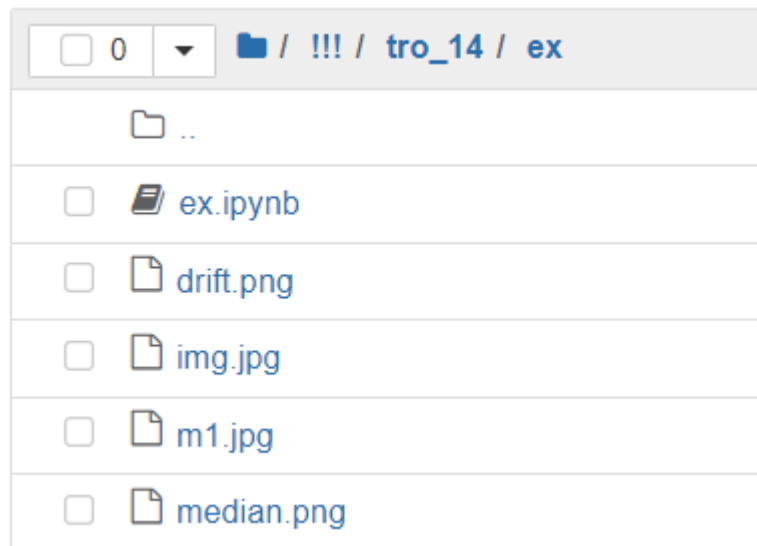 0 / !!! / tro_14 / ex
..
ex.ipynb
drift.png
img.jpg
m1.jpg
median.png